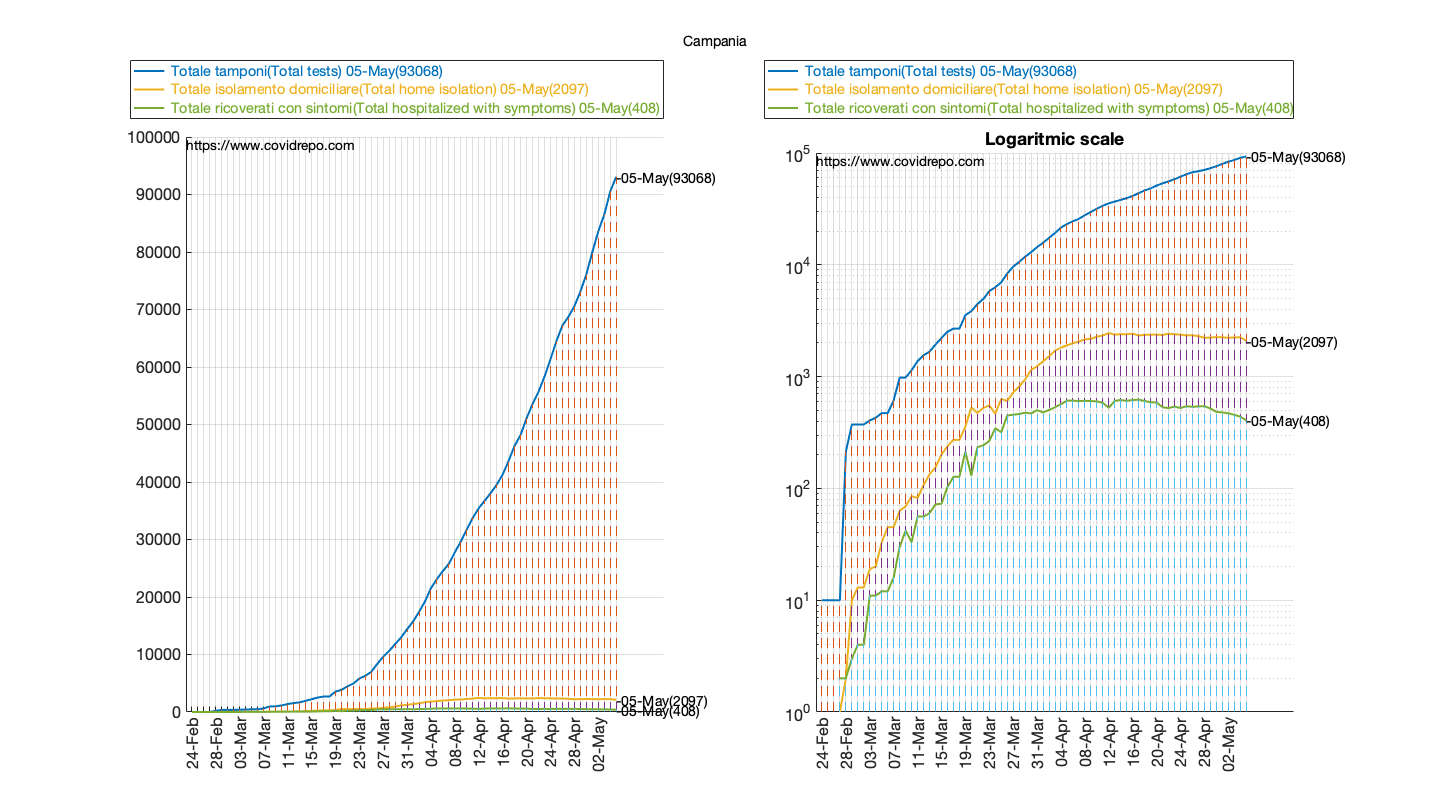 Campania
Totale tamponi(Total tests) 05-May(93068)
Totale isolamento domiciliare(Total home isolation) 05-May(2097)
Totale ricoverati con sintomi(Total hospitalized with symptoms) 05-May(408)
https://www.covidrepo.com
100000
90000
80000
70000
60000
50000
40000
30000
20000
10000
0
05-May(93068)
05-May(2097)
05-May(408)
24-Feb
28-Feb
03-Mar
07-Mar
11-Mar
15-Mar
19-Mar
23-Mar
27-Mar
31-Mar
04-Apr
08-Apr
12-Apr
16-Apr
20-Apr
24-Apr
28-Apr
02-May
Totale tamponi(Total tests) 05-May(93068)
Totale isolamento domiciliare(Total home isolation) 05-May(2097)
Totale ricoverati con sintomi(Total hospitalized with symptoms) 05-May(408)
Logaritmic scale
https://www.covidrepo.com
10^5
10^4
10^3
10^2
10^1
10^0
05-May(93068)
05-May(2097)
05-May(408)
24-Feb
28-Feb
03-Mar
07-Mar
11-Mar
15-Mar
19-Mar
23-Mar
27-Mar
31-Mar
04-Apr
08-Apr
12-Apr
16-Apr
20-Apr
24-Apr
28-Apr
02-May